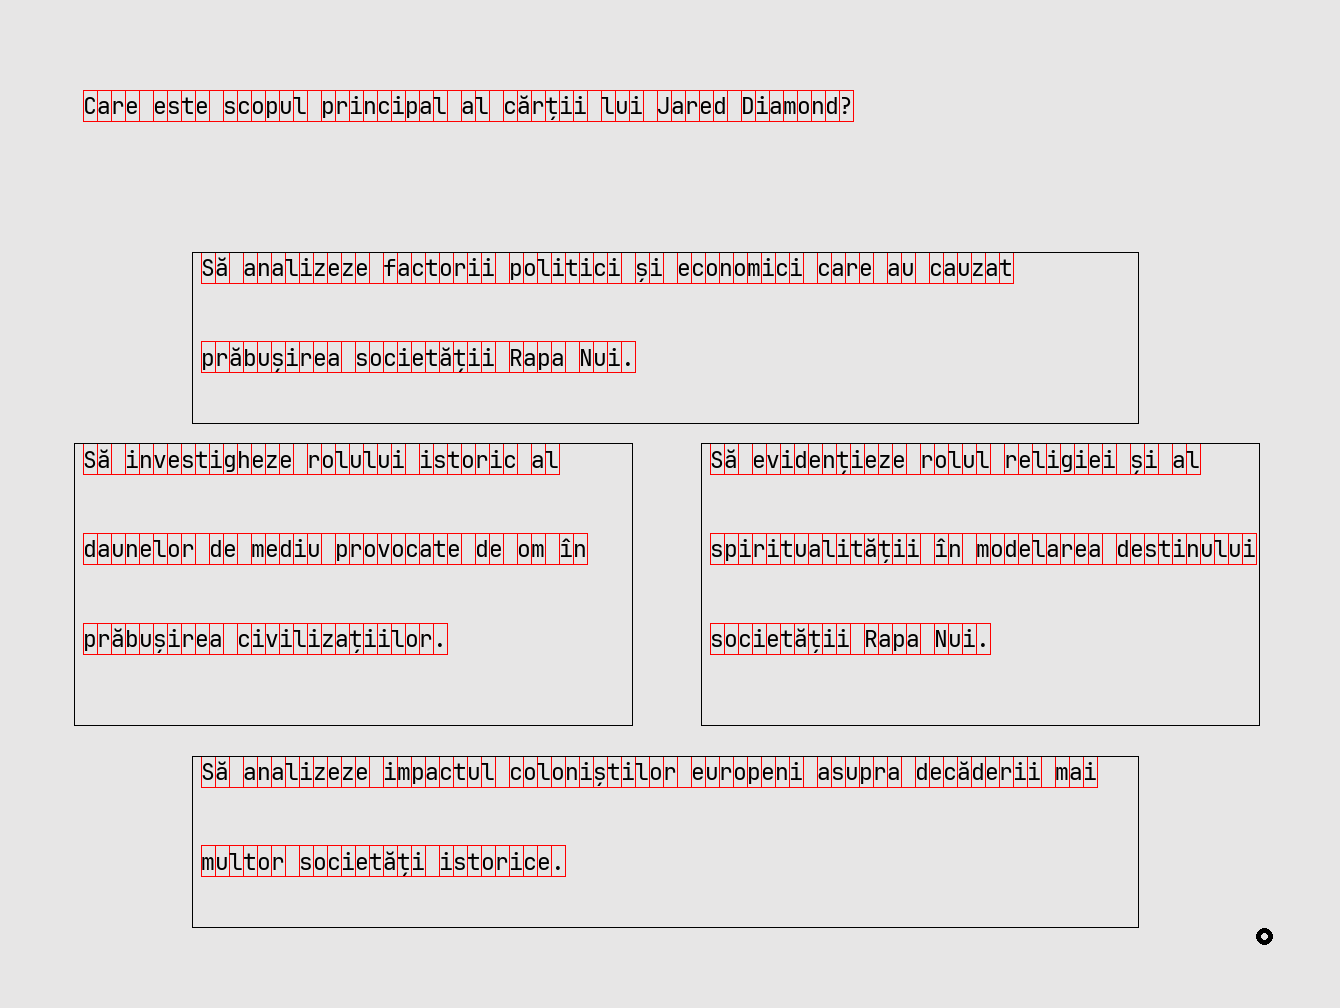 Care este scopul principal al cărții lui Jared Diamond?
Să analizeze factorii politici și economici care au cauzat
prăbușirea societății Rapa Nui.
Să investigheze rolului istoric al
daunelor de mediu provocate de om în
prăbușirea civilizațiilor.
Să evidențieze rolul religiei și al
spiritualității în modelarea destinului
societății Rapa Nui.
Să analizeze impactul coloniștilor europeni asupra decăderii mai
multor societăți istorice.